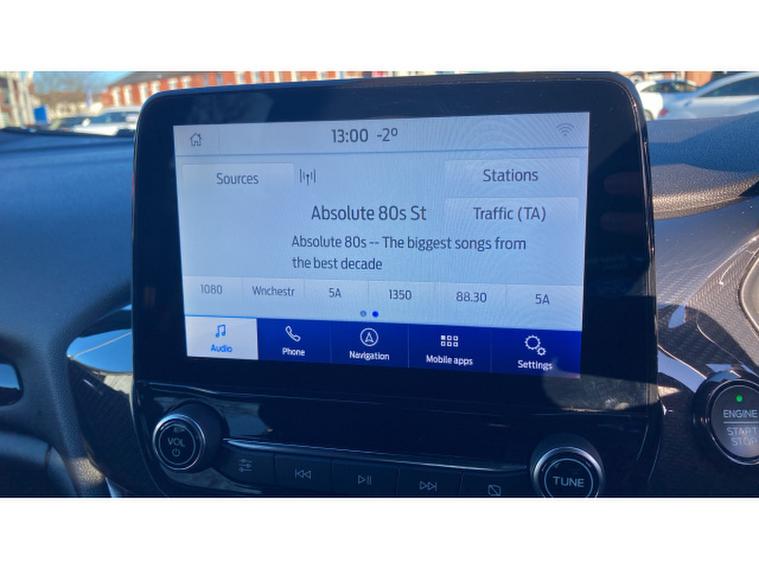 13:00 -2°
Sources
Stations
Absolute 80s St
Traffic (TA)
Absolute 80s -- The biggest songs from
the best decade
1080 Wnchestr 5A 1350 88.30 5A
Audio Phone Navigation Mobile apps Settings
VOL
TUNE
ENGINE
START
STOP